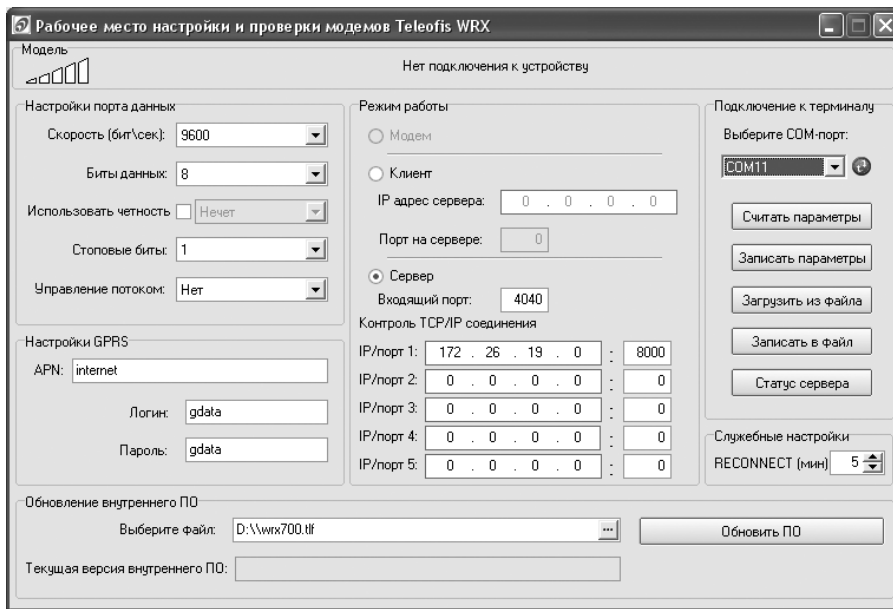 Рабочее место настройки и проверки модемов Teleofis WRX
Модель
Нет подключения к устройству
Настройки порта данных
Скорость (бит\сек): 9600
Биты данных: 8
Использовать четность Нечет
Стоповые биты: 1
Управление потоком: Нет
Настройки GPRS
APN: internet
Логин: gdata
Пароль: gdata
Режим работы
Модем
Клиент
IP адрес сервера: 0 . 0 . 0 . 0
Порт на сервере: 0
Сервер
Входящий порт: 4040
Контроль TCP/IP соединения
IP/порт 1: 172 . 26 . 19 . 0 : 8000
IP/порт 2: 0 . 0 . 0 . 0 : 0
IP/порт 3: 0 . 0 . 0 . 0 : 0
IP/порт 4: 0 . 0 . 0 . 0 : 0
IP/порт 5: 0 . 0 . 0 . 0 : 0
Подключение к терминалу
Выберите COM-порт:
COM11
Считать параметры
Записать параметры
Загрузить из файла
Записать в файл
Статус сервера
Служебные настройки
RECONNECT (мин) 5
Обновление внутреннего ПО
Выберите файл: D:\\wrx700.tlf ...
Обновить ПО
Текущая версия внутреннего ПО: